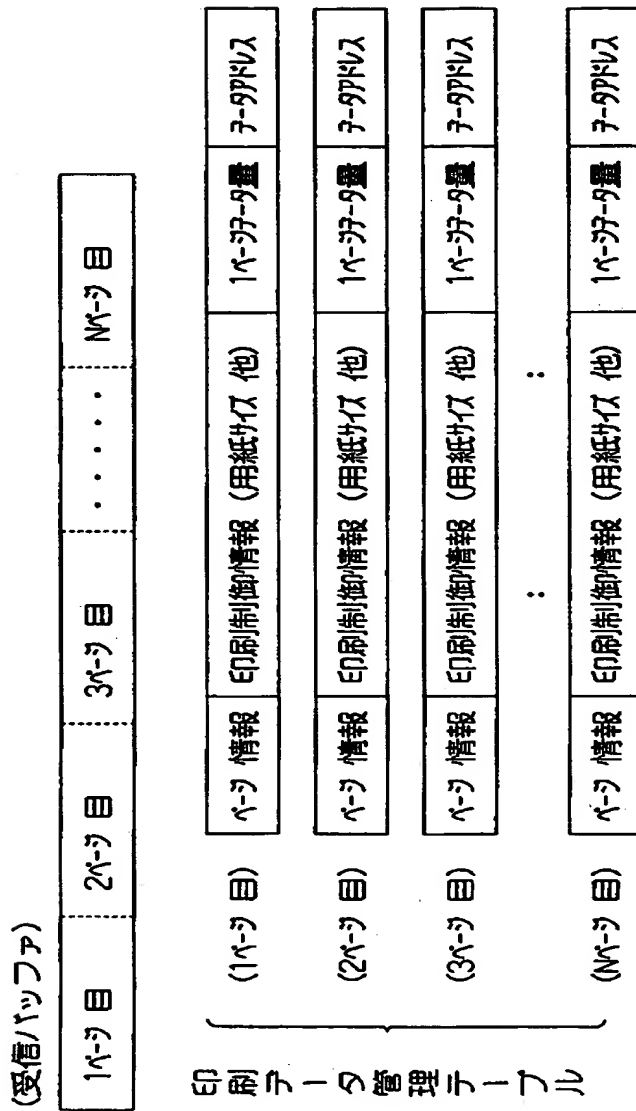 (受信バッファ)
1ページ 目 2ページ 目 3ページ 目 ・・・・・・ Nページ 目
印刷データ管理テーブル
(1ページ 目) ページ 情報 印刷制御情報 (用紙サイズ 他) 1ページデータ量 データアドレス
(2ページ 目) ページ 情報 印刷制御情報 (用紙サイズ 他) 1ページデータ量 データアドレス
(3ページ 目) ページ 情報 印刷制御情報 (用紙サイズ 他) 1ページデータ量 データアドレス
: :
(Nページ 目) ページ 情報 印刷制御情報 (用紙サイズ 他) 1ページデータ量 データアドレス